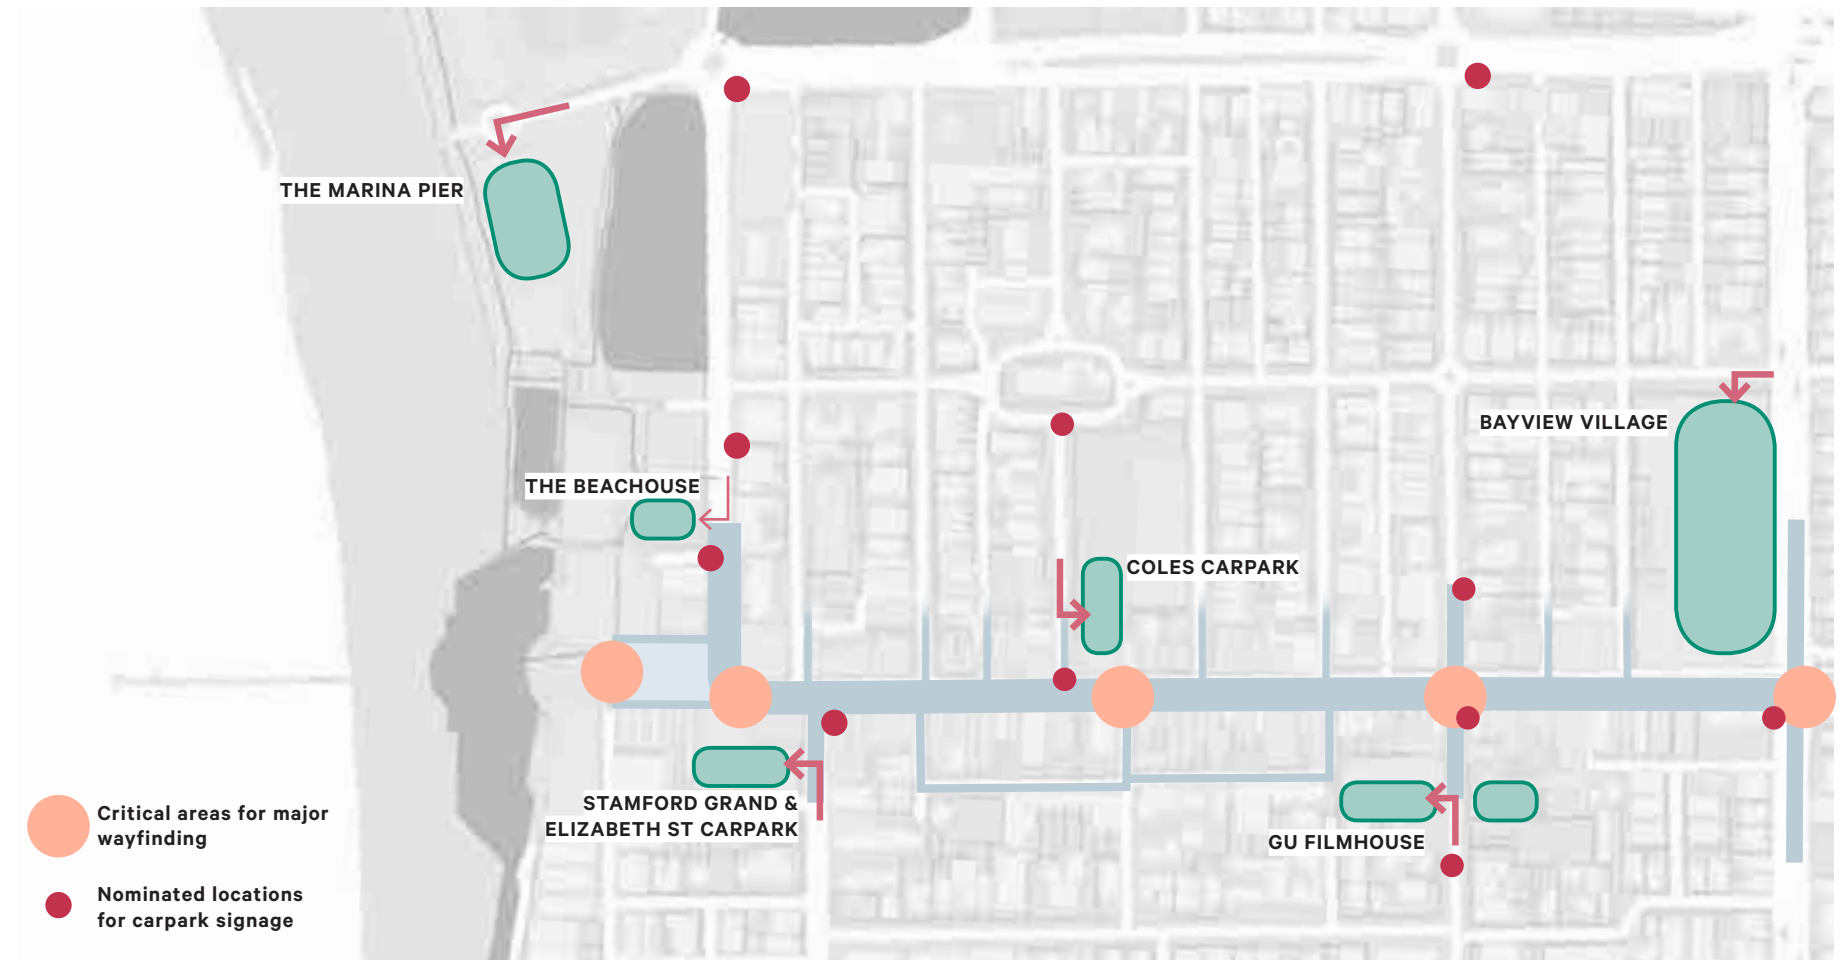 THE MARINA PIER
BAYVIEW VILLAGE
THE BEACHOUSE
COLES CARPARK
STAMFORD GRAND &
ELIZABETH ST CARPARK
GU FILMHOUSE
Critical areas for major
wayfinding
Nominated locations
for carpark signage